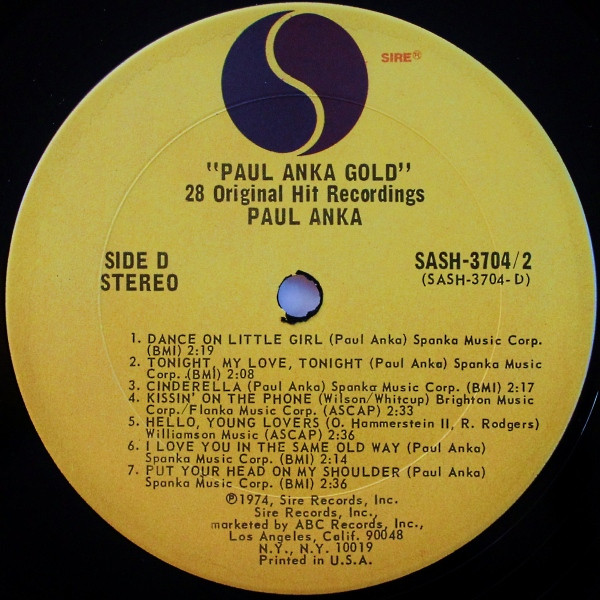 SIRE®
"PAUL ANKA GOLD"
28 Original Hit Recordings
PAUL ANKA
SIDE D
STEREO
SASH-3704/2
(SASH-3704-D)
1. DANCE ON LITTLE GIRL (Paul Anka) Spanka Music Corp.
(BMI) 2:19
2. TONIGHT, MY LOVE, TONIGHT (Paul Anka) Spanka Music
Corp. (BMI) 2:08
3. CINDERELLA (Paul Anka) Spanka Music Corp. (BMI) 2:17
4. KISSIN' ON THE PHONE (Wilson/Whitcup) Brighton Music
Corp./Flanka Music Corp. (ASCAP) 2:33
5. HELLO, YOUNG LOVERS (O. Hammerstein II, R. Rodgers)
Williamson Music (ASCAP) 2:36
6. I LOVE YOU IN THE SAME OLD WAY (Paul Anka)
Spanka Music Corp. (BMI) 2:14
7. PUT YOUR HEAD ON MY SHOULDER (Paul Anka)
Spanka Music Corp. (BMI) 2:36
℗1974, Sire Records, Inc.
Sire Records, Inc.,
marketed by ABC Records, Inc.,
Los Angeles, Calif. 90048
N.Y., N.Y. 10019
Printed in U.S.A.